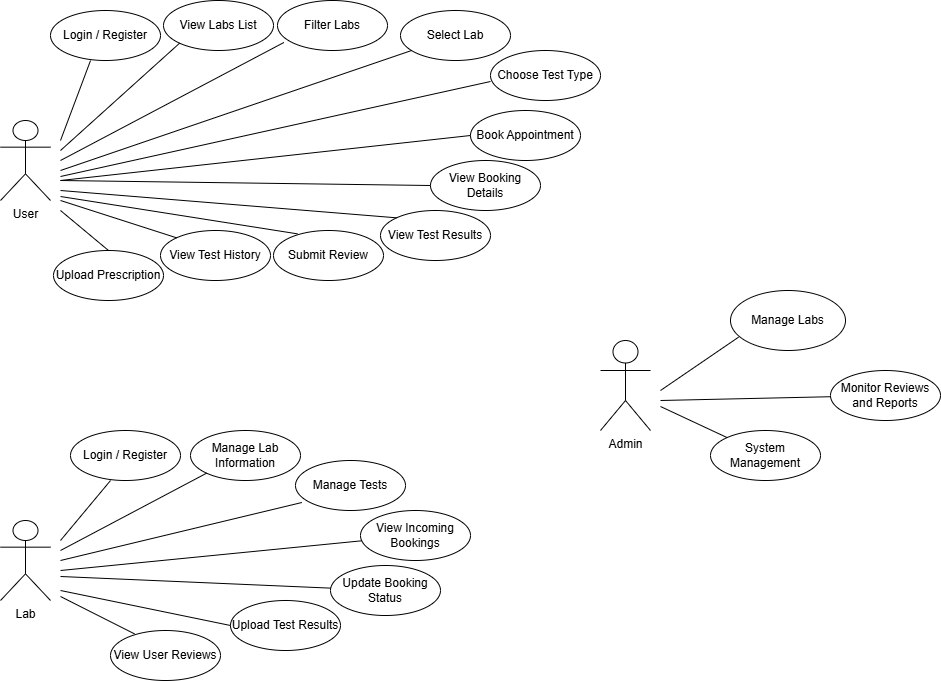 Login / Register
View Labs List
Filter Labs
Select Lab
Choose Test Type
Book Appointment
View Booking
Details
User
View Test Results
View Test History
Submit Review
Upload Prescription
Manage Labs
Monitor Reviews
and Reports
Admin
System
Management
Login / Register
Manage Lab
Information
Manage Tests
View Incoming
Bookings
Update Booking
Status
Lab
Upload Test Results
View User Reviews